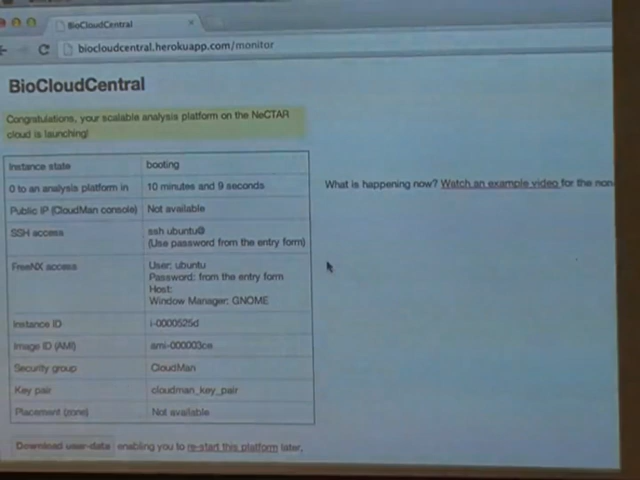 BioCloudCentral
biocloudcentral.herokuapp.com/monitor
BioCloudCentral
Congratulations, your scalable analysis platform on the NeCTAR
cloud is launching!
Instance state booting
0 to an analysis platform in 10 minutes and 9 seconds
What is happening now? Watch an example video for the non
Public IP (CloudMan console) Not available
SSH access ssh ubuntu@
(Use password from the entry form)
FreeNX access User: ubuntu
Password: from the entry form
Host:
Window Manager: GNOME
Instance ID i-0000525d
Image ID (AMI) ami-000003ce
Security group CloudMan
Key pair cloudman_key_pair
Placement (zone) Not available
Download user-data enabling you to re-start this platform later.